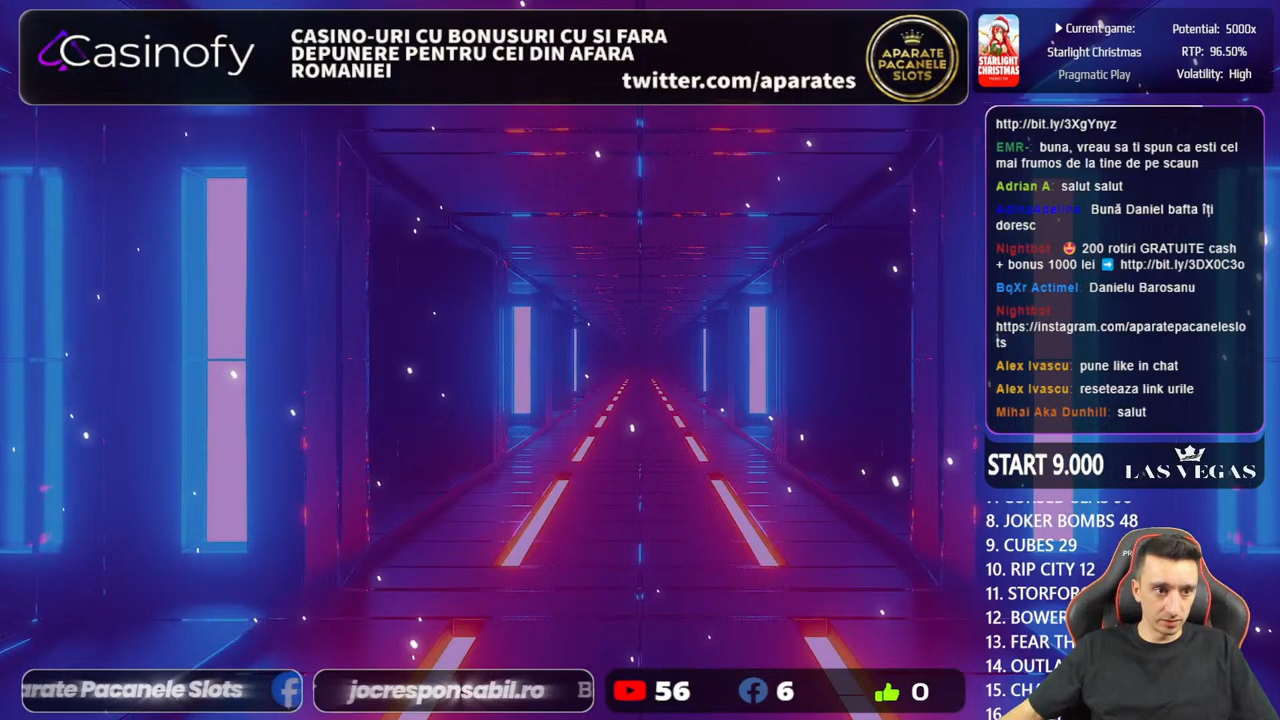 Casinofy
CASINO-URI CU BONUSURI CU SI FARA
DEPUNERE PENTRU CEI DIN AFARA
ROMANIEI
twitter.com/aparates
APARATE
PACANELE
SLOTS
STARLIGHT
CHRISTMAS
Current game:
Starlight Christmas
Pragmatic Play
Potential: 5000x
RTP: 96.50%
Volatility: High
http://bit.ly/3XgYnyz
EMR-: buna, vreau sa ti spun ca esti cel
mai frumos de la tine de pe scaun
Adrian A: salut salut
Bună Daniel bafta îți
doresc
Nightbot: 🤩 200 rotiri GRATUITE cash
+ bonus 1000 lei ➡️ http://bit.ly/3DX0C3o
BqXr Actimel: Danielu Barosanu
Nightbot:
https://instagram.com/aparatepacaneleslo
ts
Alex Ivascu: pune like in chat
Alex Ivascu: reseteaza link urile
Mihai Aka Dunhill: salut
START 9.000
LAS VEGAS
8. JOKER BOMBS 48
9. CUBES 29
10. RIP CITY 12
11. STORFOR
12. BOWER
13. FEAR TH
14. OUTLA
15. CH
16.
arate Pacanele Slots
jocresponsabil.ro
B
56
6
0